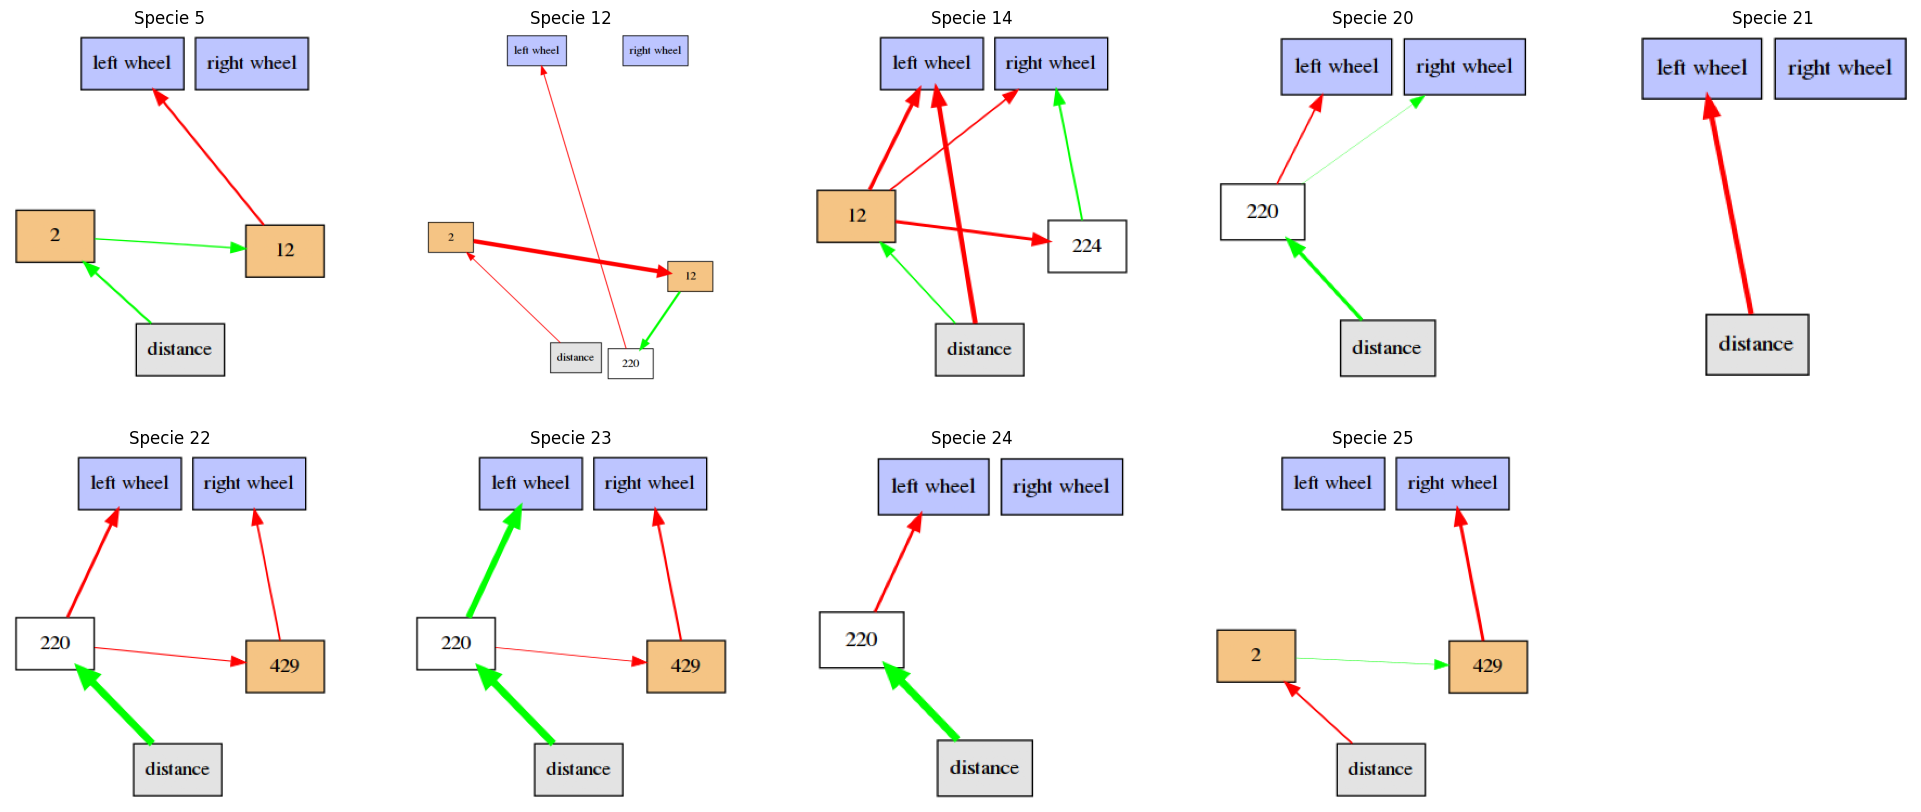 Specie 5
left wheel
right wheel
2
12
distance
Specie 12
left wheel
right wheel
2
12
distance
220
Specie 14
left wheel
right wheel
12
224
distance
Specie 20
left wheel
right wheel
220
distance
Specie 21
left wheel
right wheel
distance
Specie 22
left wheel
right wheel
220
429
distance
Specie 23
left wheel
right wheel
220
429
distance
Specie 24
left wheel
right wheel
220
distance
Specie 25
left wheel
right wheel
2
429
distance